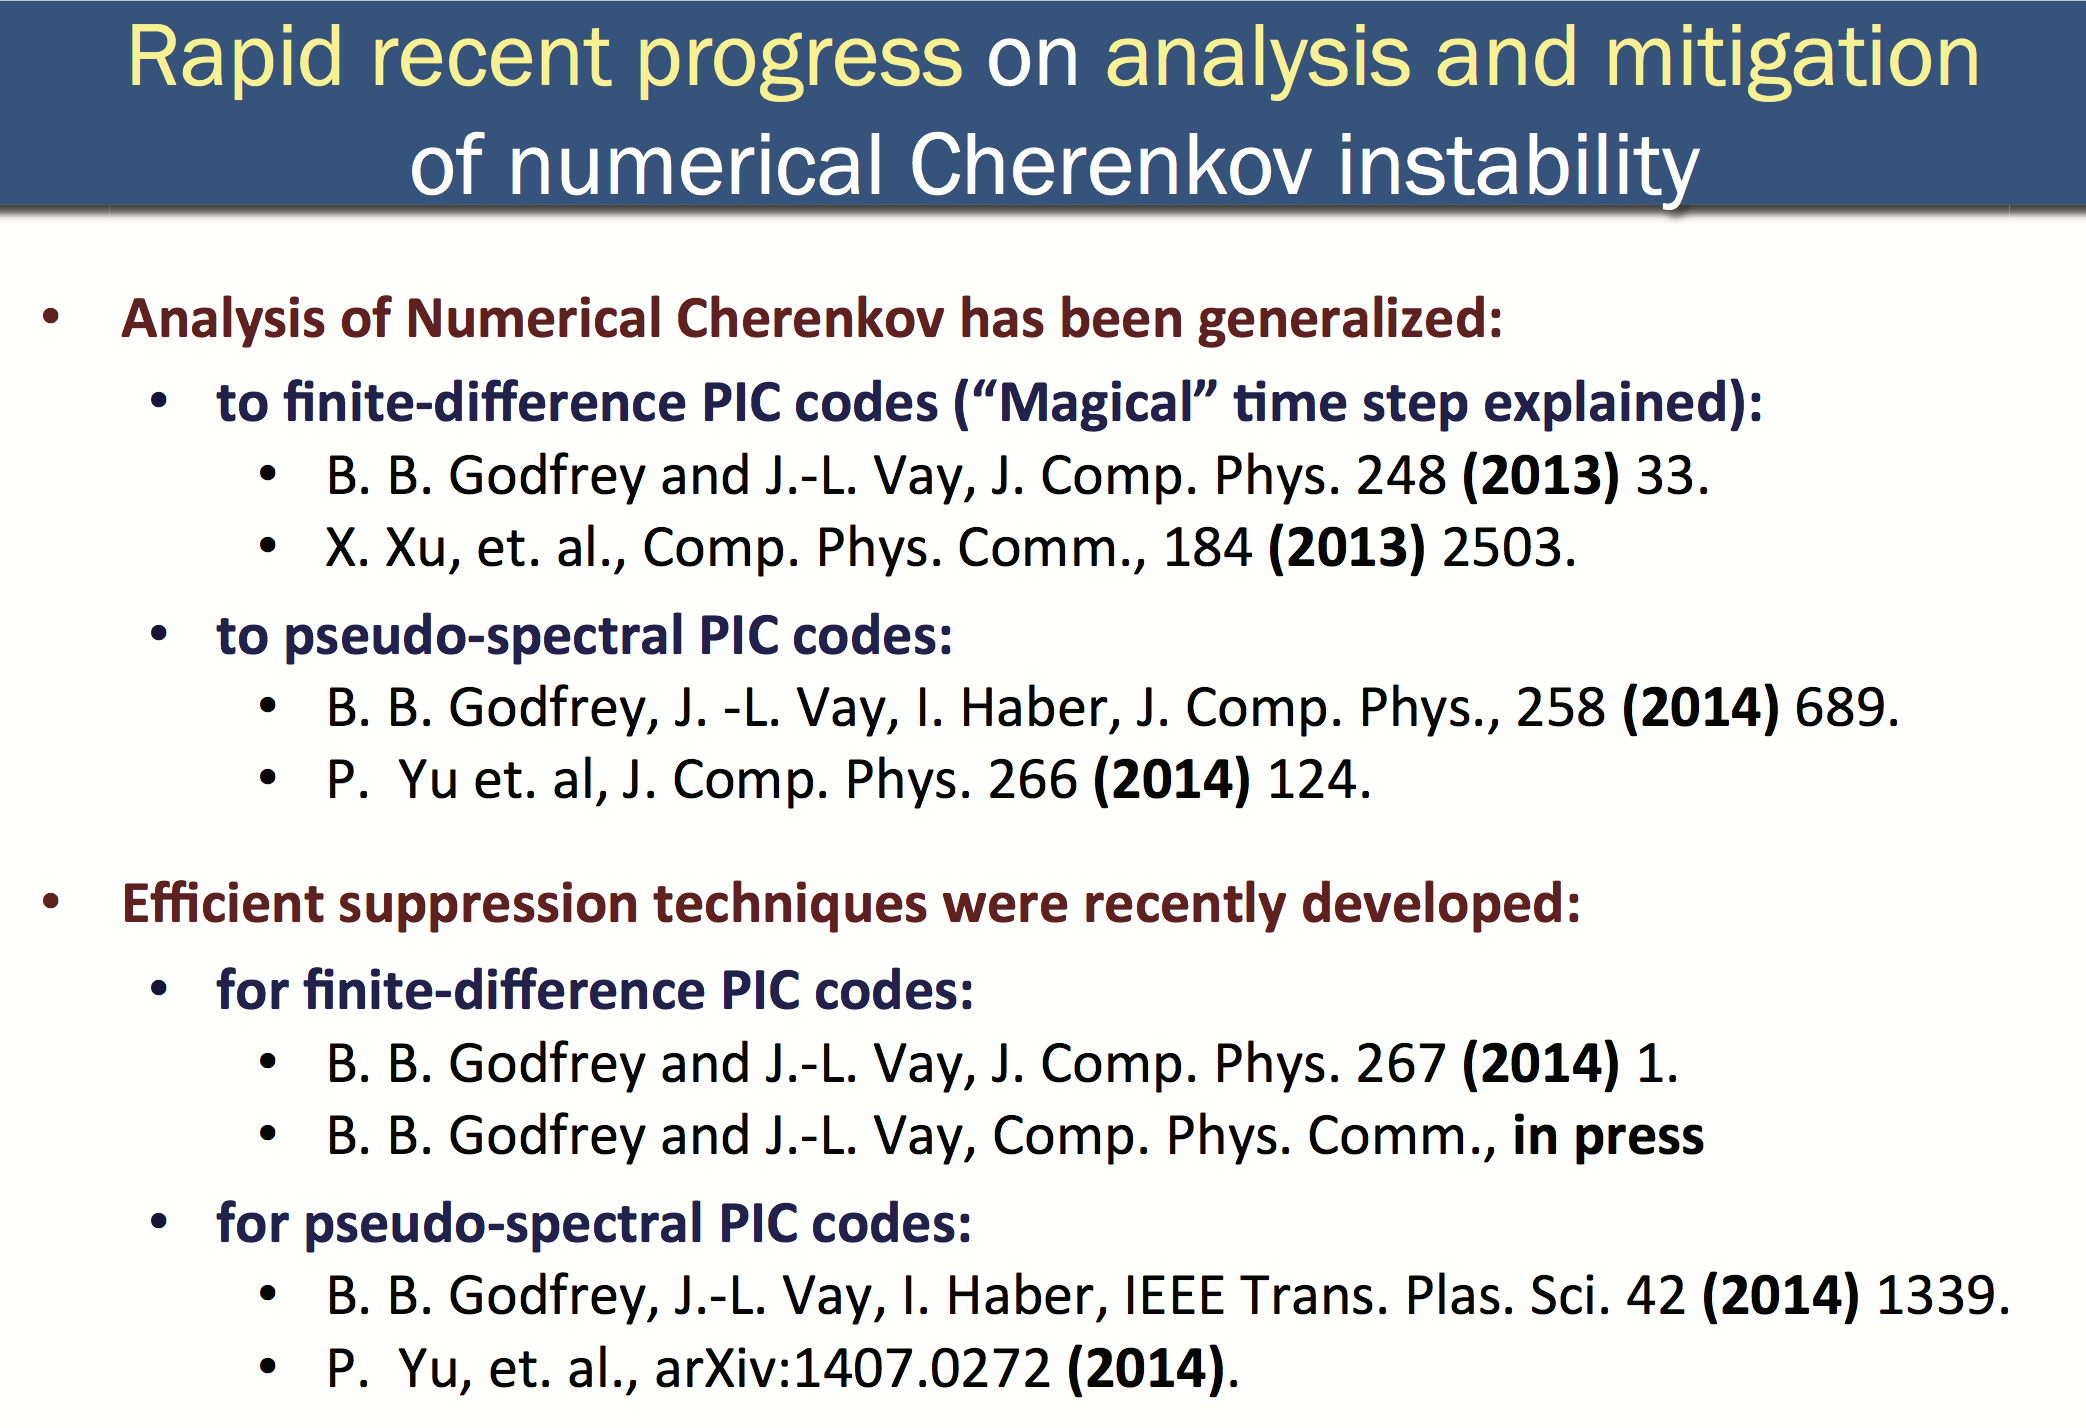 Rapid recent progress on analysis and mitigation
of numerical Cherenkov instability
• Analysis of Numerical Cherenkov has been generalized:
• to finite-difference PIC codes (“Magical” time step explained):
• B. B. Godfrey and J.-L. Vay, J. Comp. Phys. 248 (2013) 33.
• X. Xu, et. al., Comp. Phys. Comm., 184 (2013) 2503.
• to pseudo-spectral PIC codes:
• B. B. Godfrey, J. -L. Vay, I. Haber, J. Comp. Phys., 258 (2014) 689.
• P. Yu et. al, J. Comp. Phys. 266 (2014) 124.
• Efficient suppression techniques were recently developed:
• for finite-difference PIC codes:
• B. B. Godfrey and J.-L. Vay, J. Comp. Phys. 267 (2014) 1.
• B. B. Godfrey and J.-L. Vay, Comp. Phys. Comm., in press
• for pseudo-spectral PIC codes:
• B. B. Godfrey, J.-L. Vay, I. Haber, IEEE Trans. Plas. Sci. 42 (2014) 1339.
• P. Yu, et. al., arXiv:1407.0272 (2014).